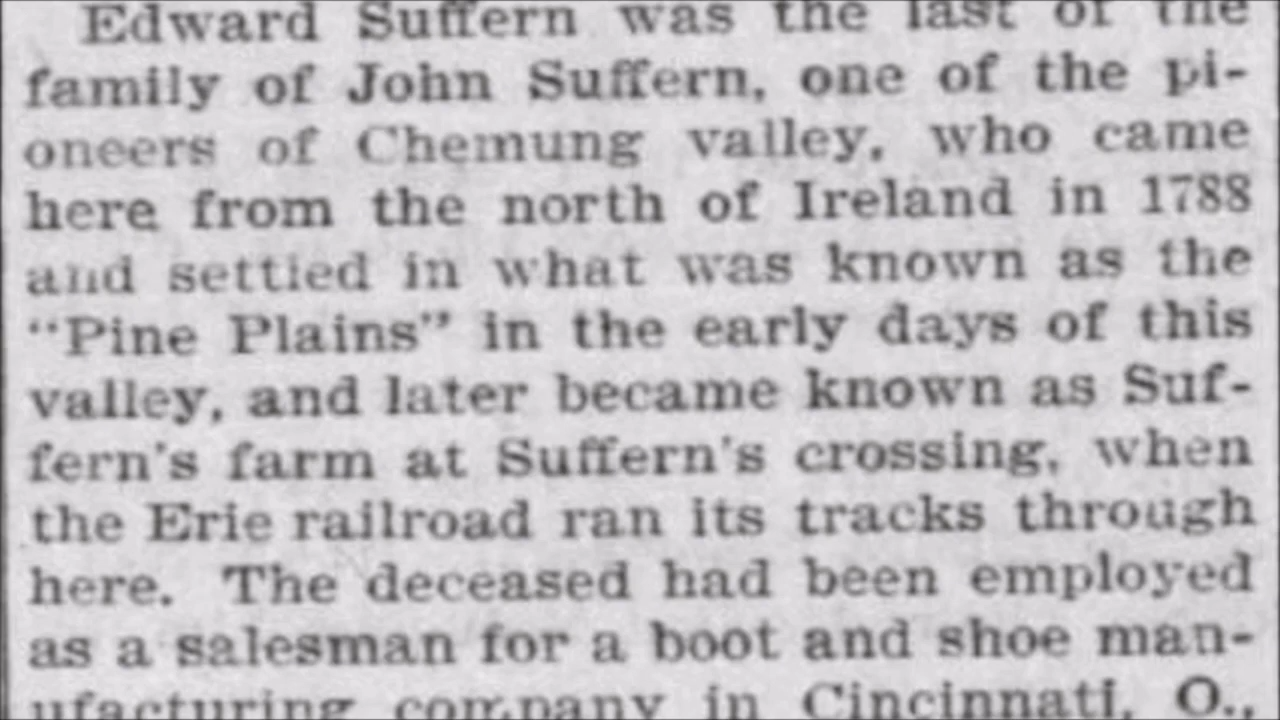 Edward Suffern was the last of the
family of John Suffern, one of the pi-
oneers of Chemung valley, who came
here from the north of Ireland in 1788
and settled in what was known as the
“Pine Plains” in the early days of this
valley, and later became known as Suf-
fern's farm at Suffern's crossing, when
the Erie railroad ran its tracks through
here. The deceased had been employed
as a salesman for a boot and shoe man-
ufacturing company in Cincinnati, O.,